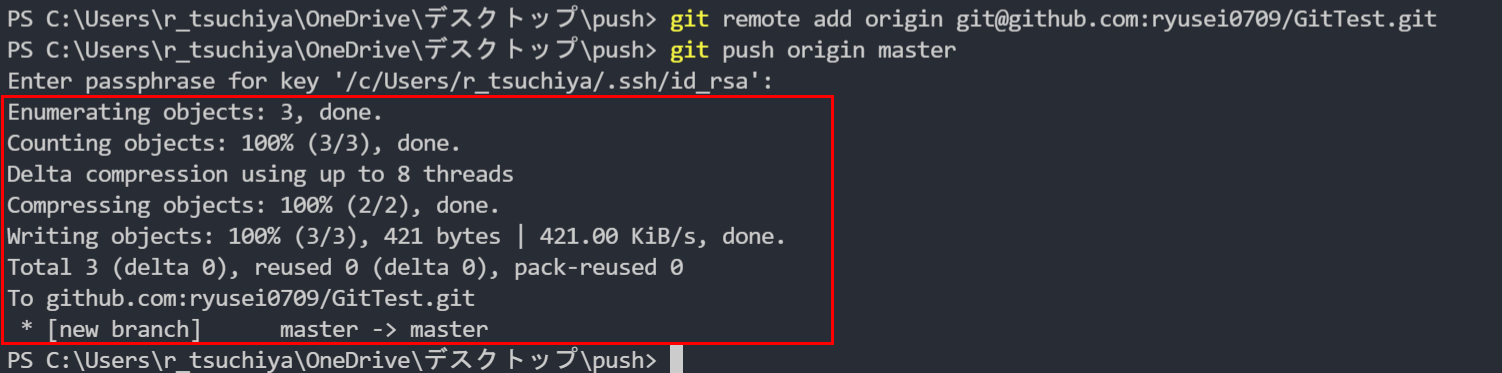 PS C:\Users\r_tsuchiya\OneDrive\デスクトップ\push> git remote add origin git@github.com:ryusei0709/GitTest.git
PS C:\Users\r_tsuchiya\OneDrive\デスクトップ\push> git push origin master
Enter passphrase for key '/c/Users/r_tsuchiya/.ssh/id_rsa':
Enumerating objects: 3, done.
Counting objects: 100% (3/3), done.
Delta compression using up to 8 threads
Compressing objects: 100% (2/2), done.
Writing objects: 100% (3/3), 421 bytes | 421.00 KiB/s, done.
Total 3 (delta 0), reused 0 (delta 0), pack-reused 0
To github.com:ryusei0709/GitTest.git
 * [new branch]      master -> master
PS C:\Users\r_tsuchiya\OneDrive\デスクトップ\push>